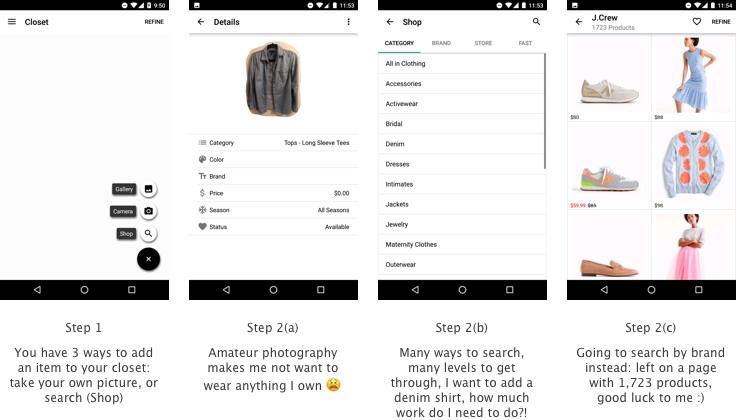 9:50
Closet
REFINE
Gallery
Camera
Shop
Step 1
You have 3 ways to add
an item to your closet:
take your own picture, or
search (Shop)
11:53
Details
Category Tops - Long Sleeve Tees
Color
Brand
Price $0.00
Season All Seasons
Status Available
Step 2(a)
Amateur photography
makes me not want to
wear anything I own 😫
11:53
Shop
CATEGORY BRAND STORE FAST
All in Clothing
Accessories
Activewear
Bridal
Denim
Dresses
Intimates
Jackets
Jewelry
Maternity Clothes
Outerwear
Step 2(b)
Many ways to search,
many levels to get
through, I want to add a
denim shirt, how much
work do I need to do?!
11:54
J.Crew
1723 Products
REFINE
$80 $88
$59.99 $85 $98
Step 2(c)
Going to search by brand
instead: left on a page
with 1,723 products,
good luck to me :)